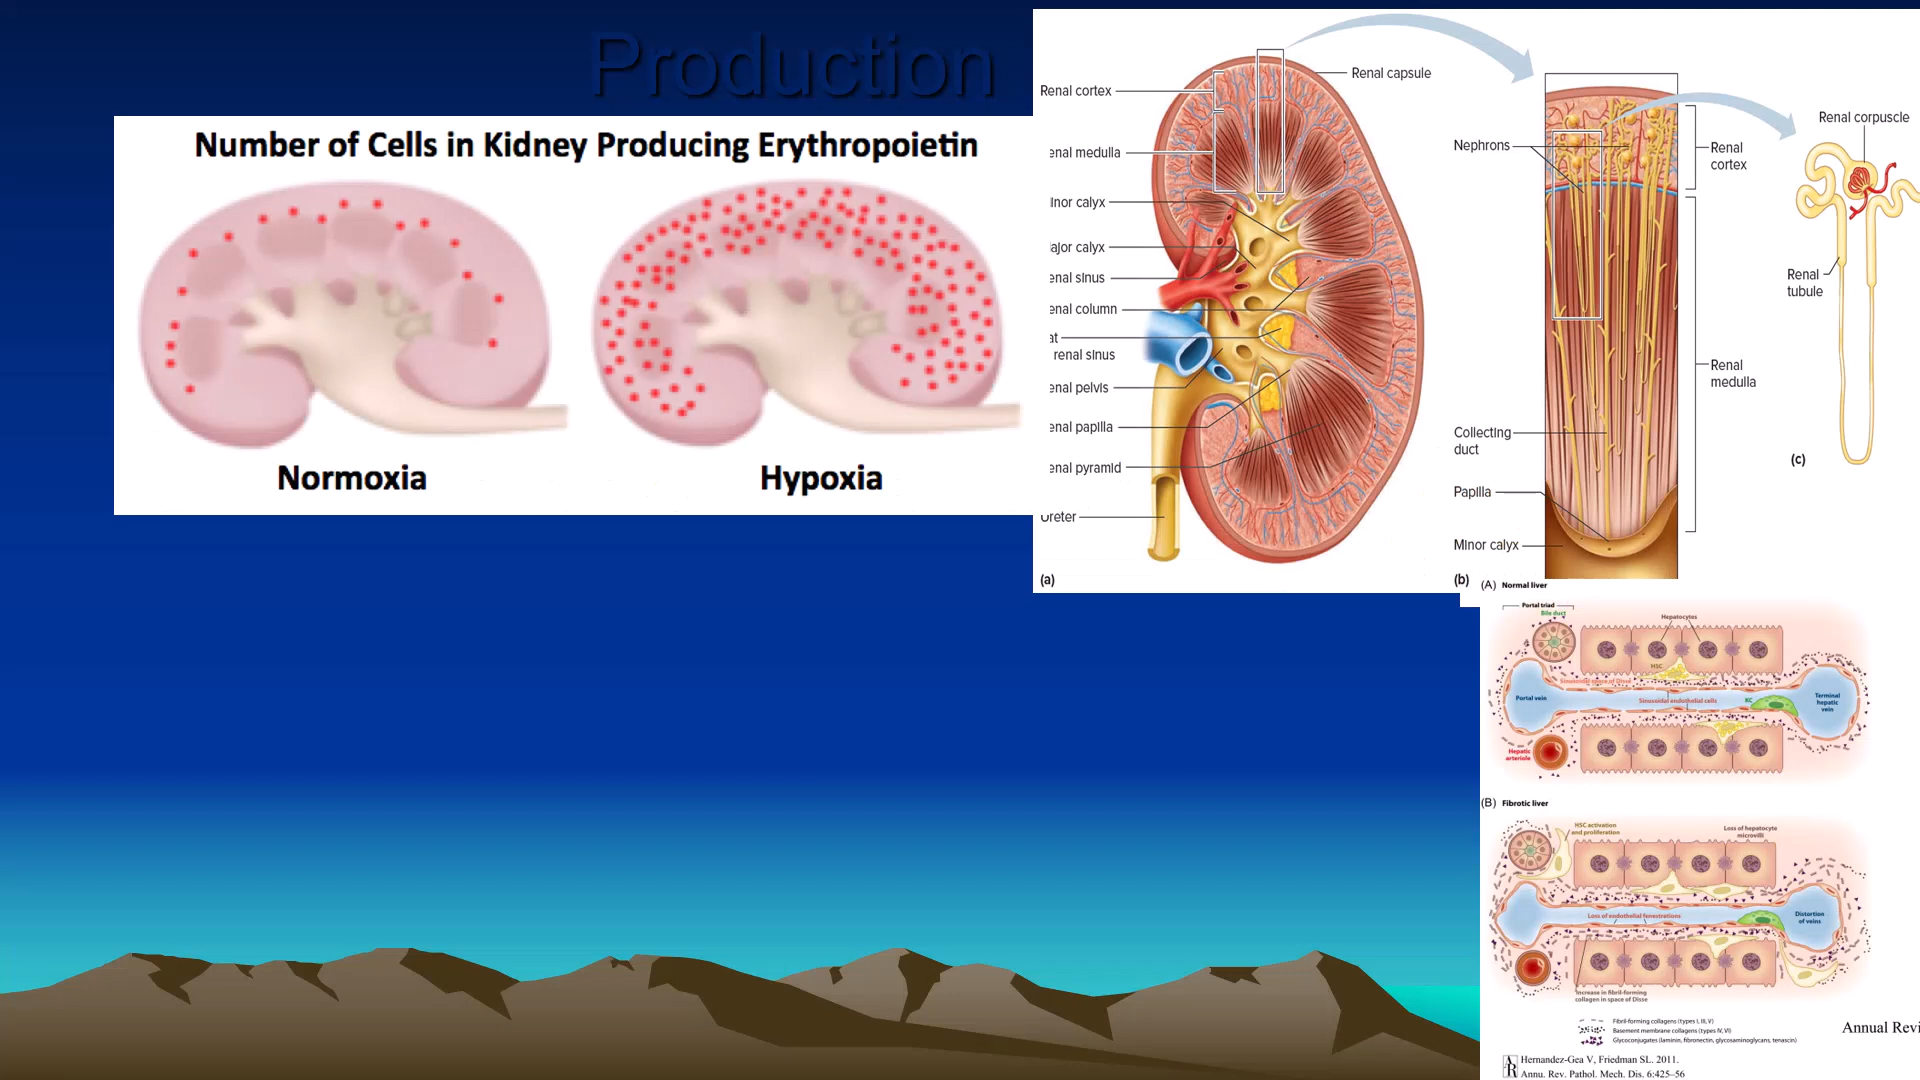 Production
Number of Cells in Kidney Producing Erythropoietin
Normoxia
Hypoxia
Renal cortex
enal medulla
inor calyx
ajor calyx
enal sinus
enal column
at
renal sinus
enal pelvis
enal papilla
enal pyramid
Ureter
Renal capsule
(a)
Nephrons
Renal
cortex
Renal
medulla
Collecting
duct
Papilla
Minor calyx
(b)
Renal corpuscle
Renal
tubule
(c)
(A) Normal liver
Portal triad
Bile duct
Hepatocytes
HSC
Sinusoidal space of Disse
Portal vein
Sinusoidal endothelial cells
KC
Terminal
hepatic
vein
Hepatic
arteriole
(B) Fibrotic liver
HSC activation
and proliferation
Loss of hepatocyte
microvilli
Loss of endothelial fenestrations
Distortion
of veins
Increase in fibril-forming
collagen in space of Disse
Fibril-forming collagens (types I, III, V)
Basement membrane collagens (types IV, VI)
Glycoconjugates (laminin, fibronectin, glycosaminoglycans, tenascin)
Annual Revi
AR Hernandez-Gea V, Friedman SL. 2011.
Annu. Rev. Pathol. Mech. Dis. 6:425–56